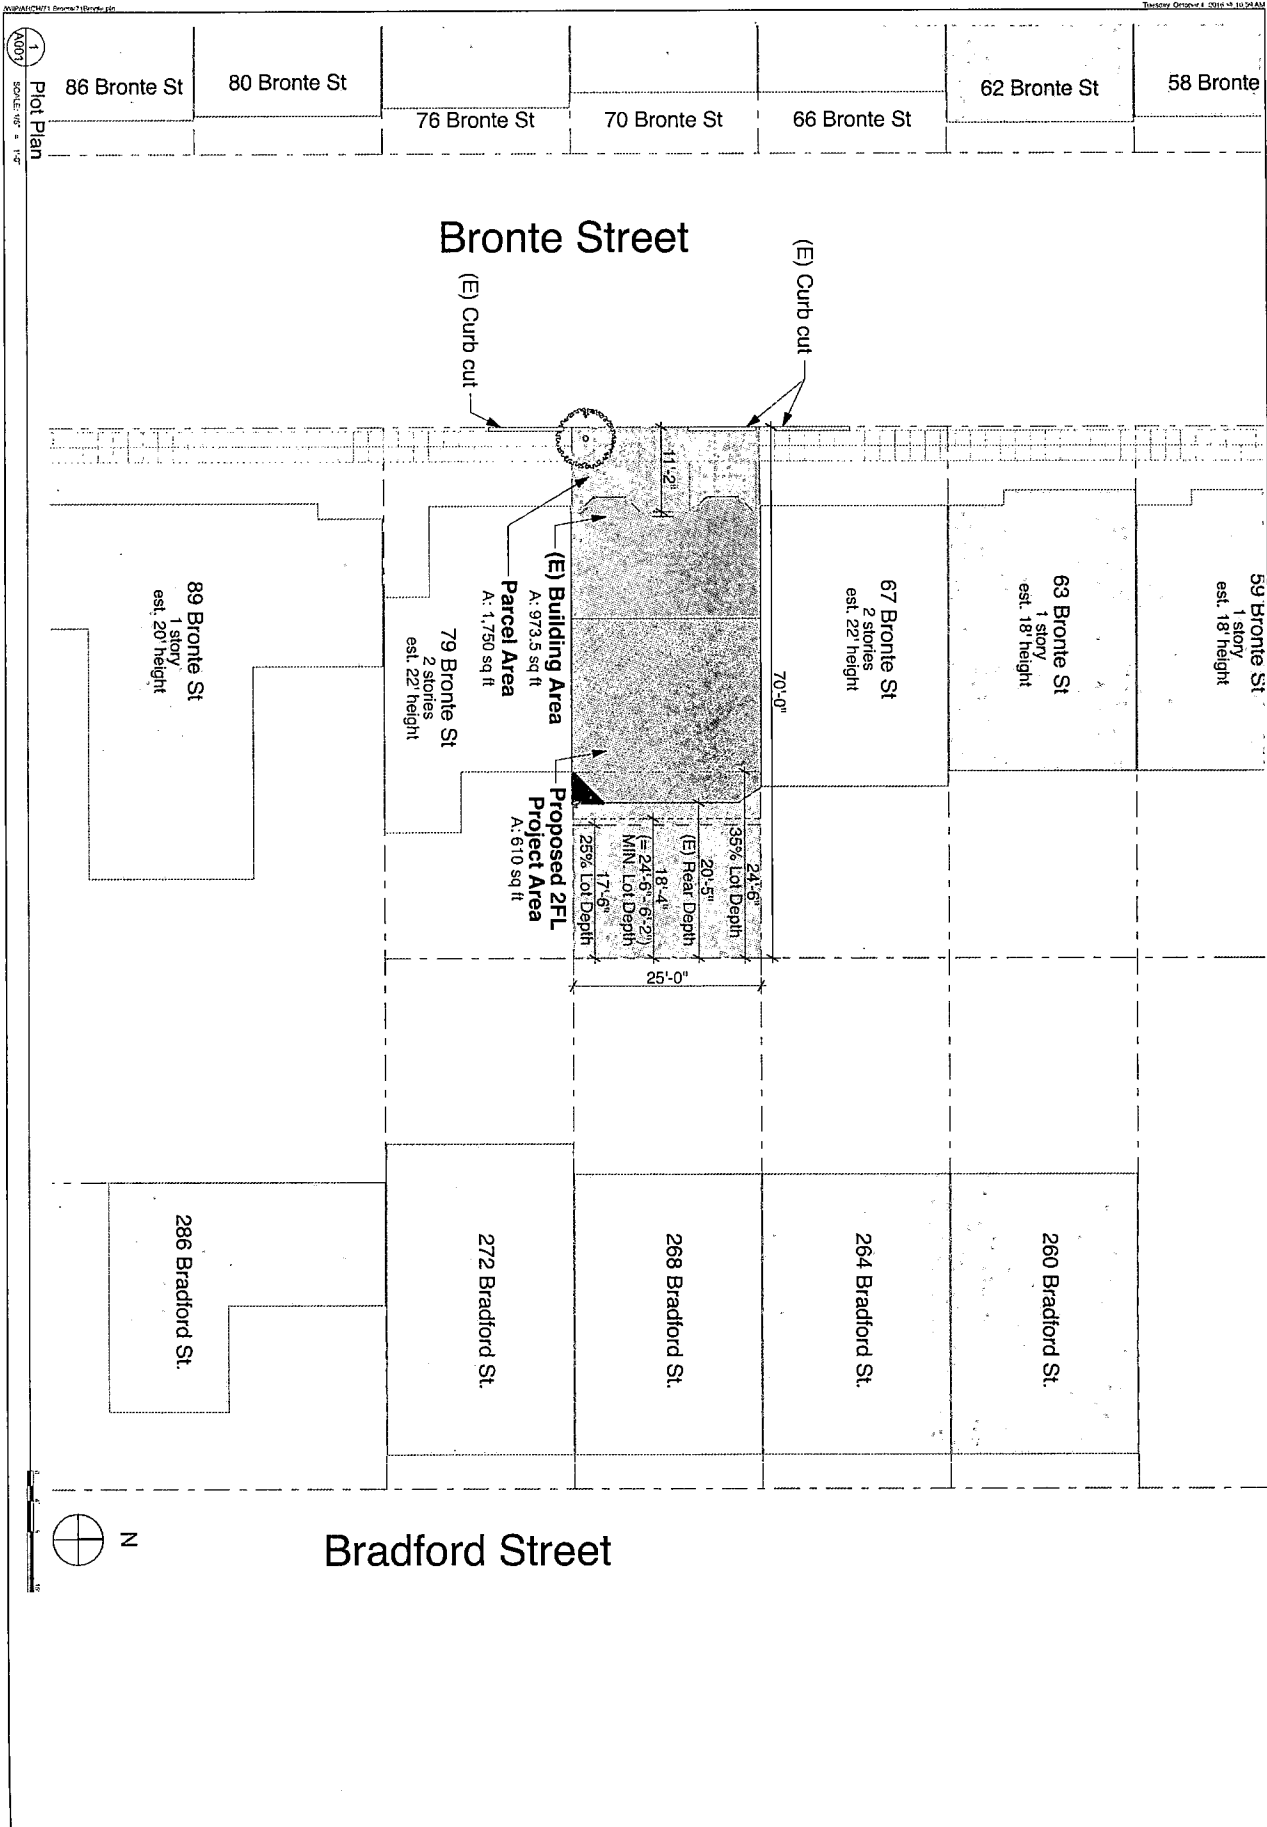 86 Bronte St
80 Bronte St
76 Bronte St
70 Bronte St
66 Bronte St
62 Bronte St
58 Bronte
1
A001
Plot Plan
Bronte Street
(E) Curb cut
(E) Curb cut
11'-2"
70'-0"
89 Bronte St
1 story
est. 20' height
79 Bronte St
2 stories
est. 22' height
(E) Building Area
A: 973.5 sq ft
Parcel Area
A: 1,750 sq ft
67 Bronte St
2 stories
est. 22' height
63 Bronte St
1 story
est. 18' height
59 Bronte St
1 story
est. 18' height
Proposed 2FL
Project Area
A: 610 sq ft
24'-6"
35% Lot Depth
20'-5"
(E) Rear Depth
18'-4"
(= 24'-6"- 6'-2")
MIN. Lot Depth
17'-6"
25% Lot Depth
25'-0"
286 Bradford St.
272 Bradford St.
268 Bradford St.
264 Bradford St.
260 Bradford St.
N
Bradford Street